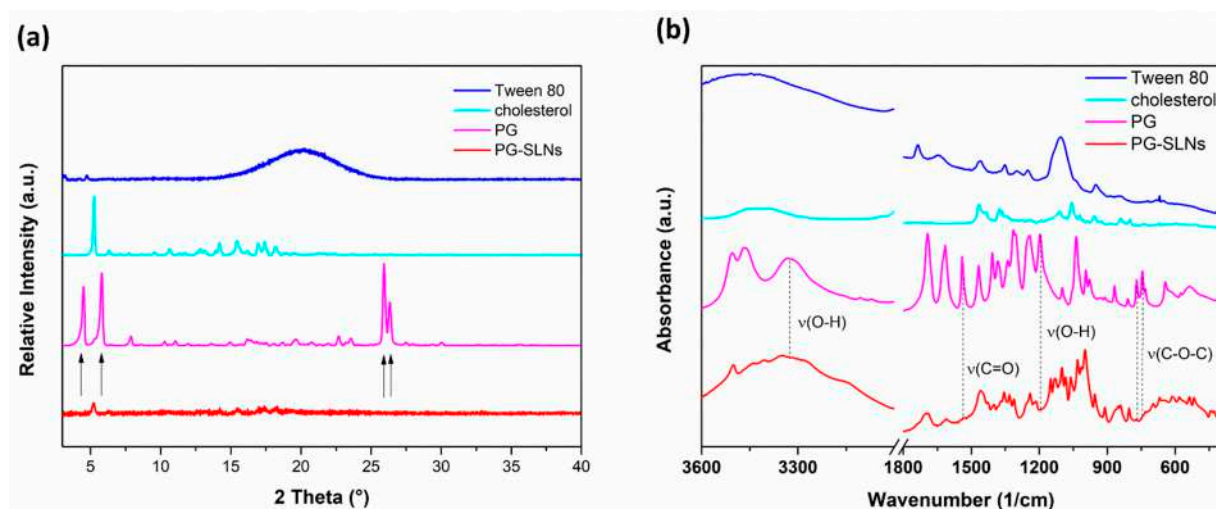 (a)
Tween 80
cholesterol
PG
PG-SLNs
Relative Intensity (a.u.)
5 10 15 20 25 30 35 40
2 Theta (°)
(b)
Tween 80
cholesterol
PG
PG-SLNs
Absorbance (a.u.)
ν(O-H)
ν(O-H)
ν(C=O)
ν(C-O-C)
3600 3300 1800 1500 1200 900 600
Wavenumber (1/cm)